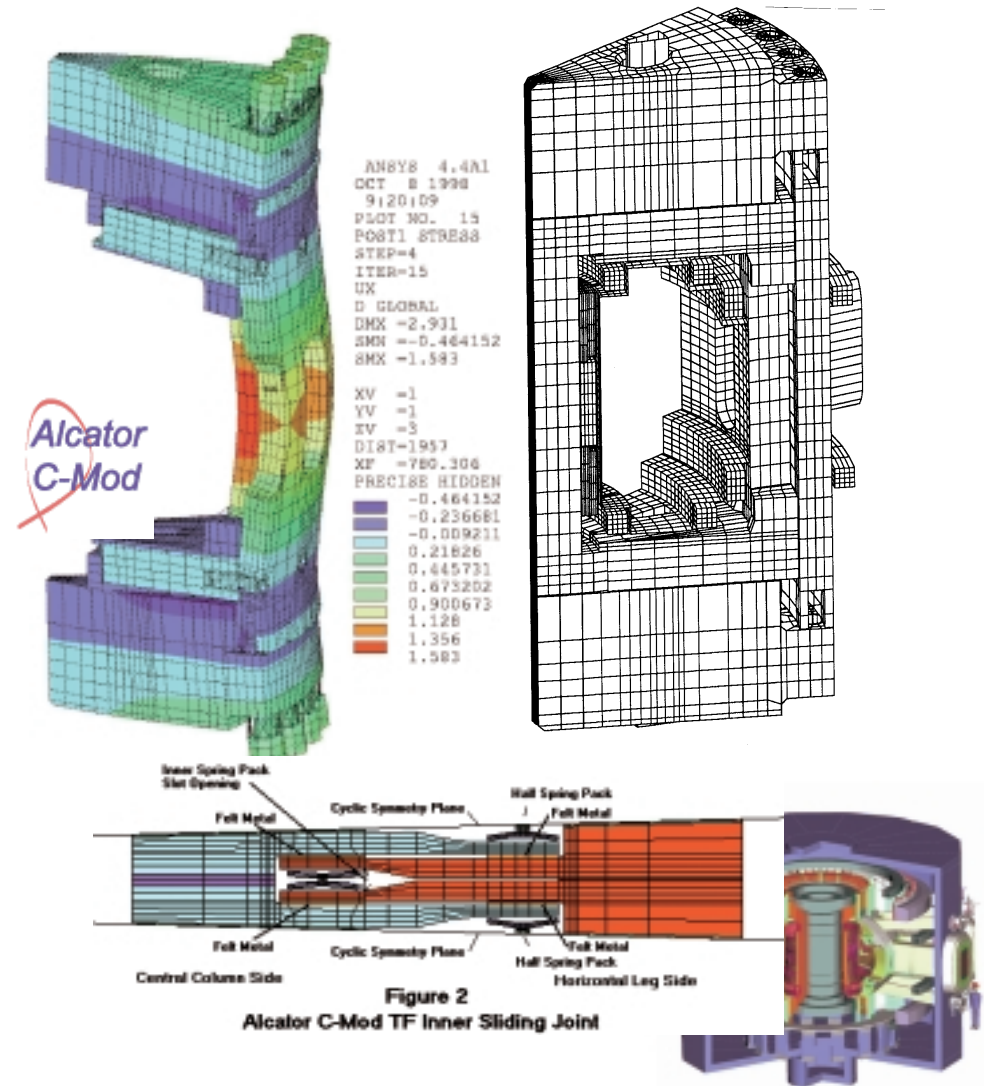 ANSYS 4.4A1
OCT 8 1998
9:20:09
PLOT NO. 15
POST1 STRESS
STEP=4
ITER=15
UX
D GLOBAL
DMX =2.931
SMN =-0.464152
SMX =1.583
XV =1
YV =1
ZV =3
DIST=1957
XF =780.306
PRECISE HIDDEN
-0.464152
-0.236681
-0.009211
0.21826
0.445731
0.673202
0.900673
1.128
1.356
1.583
Alcator
C-Mod
Inner Spring Pack
Slot Opening
Felt Metal
Cyclic Symmetry Plane
Half Spring Pack
Felt Metal
Felt Metal
Cyclic Symmetry Plane
Felt Metal
Half Spring Pack
Central Column Side
Horizontal Leg Side
Figure 2
Alcator C-Mod TF Inner Sliding Joint